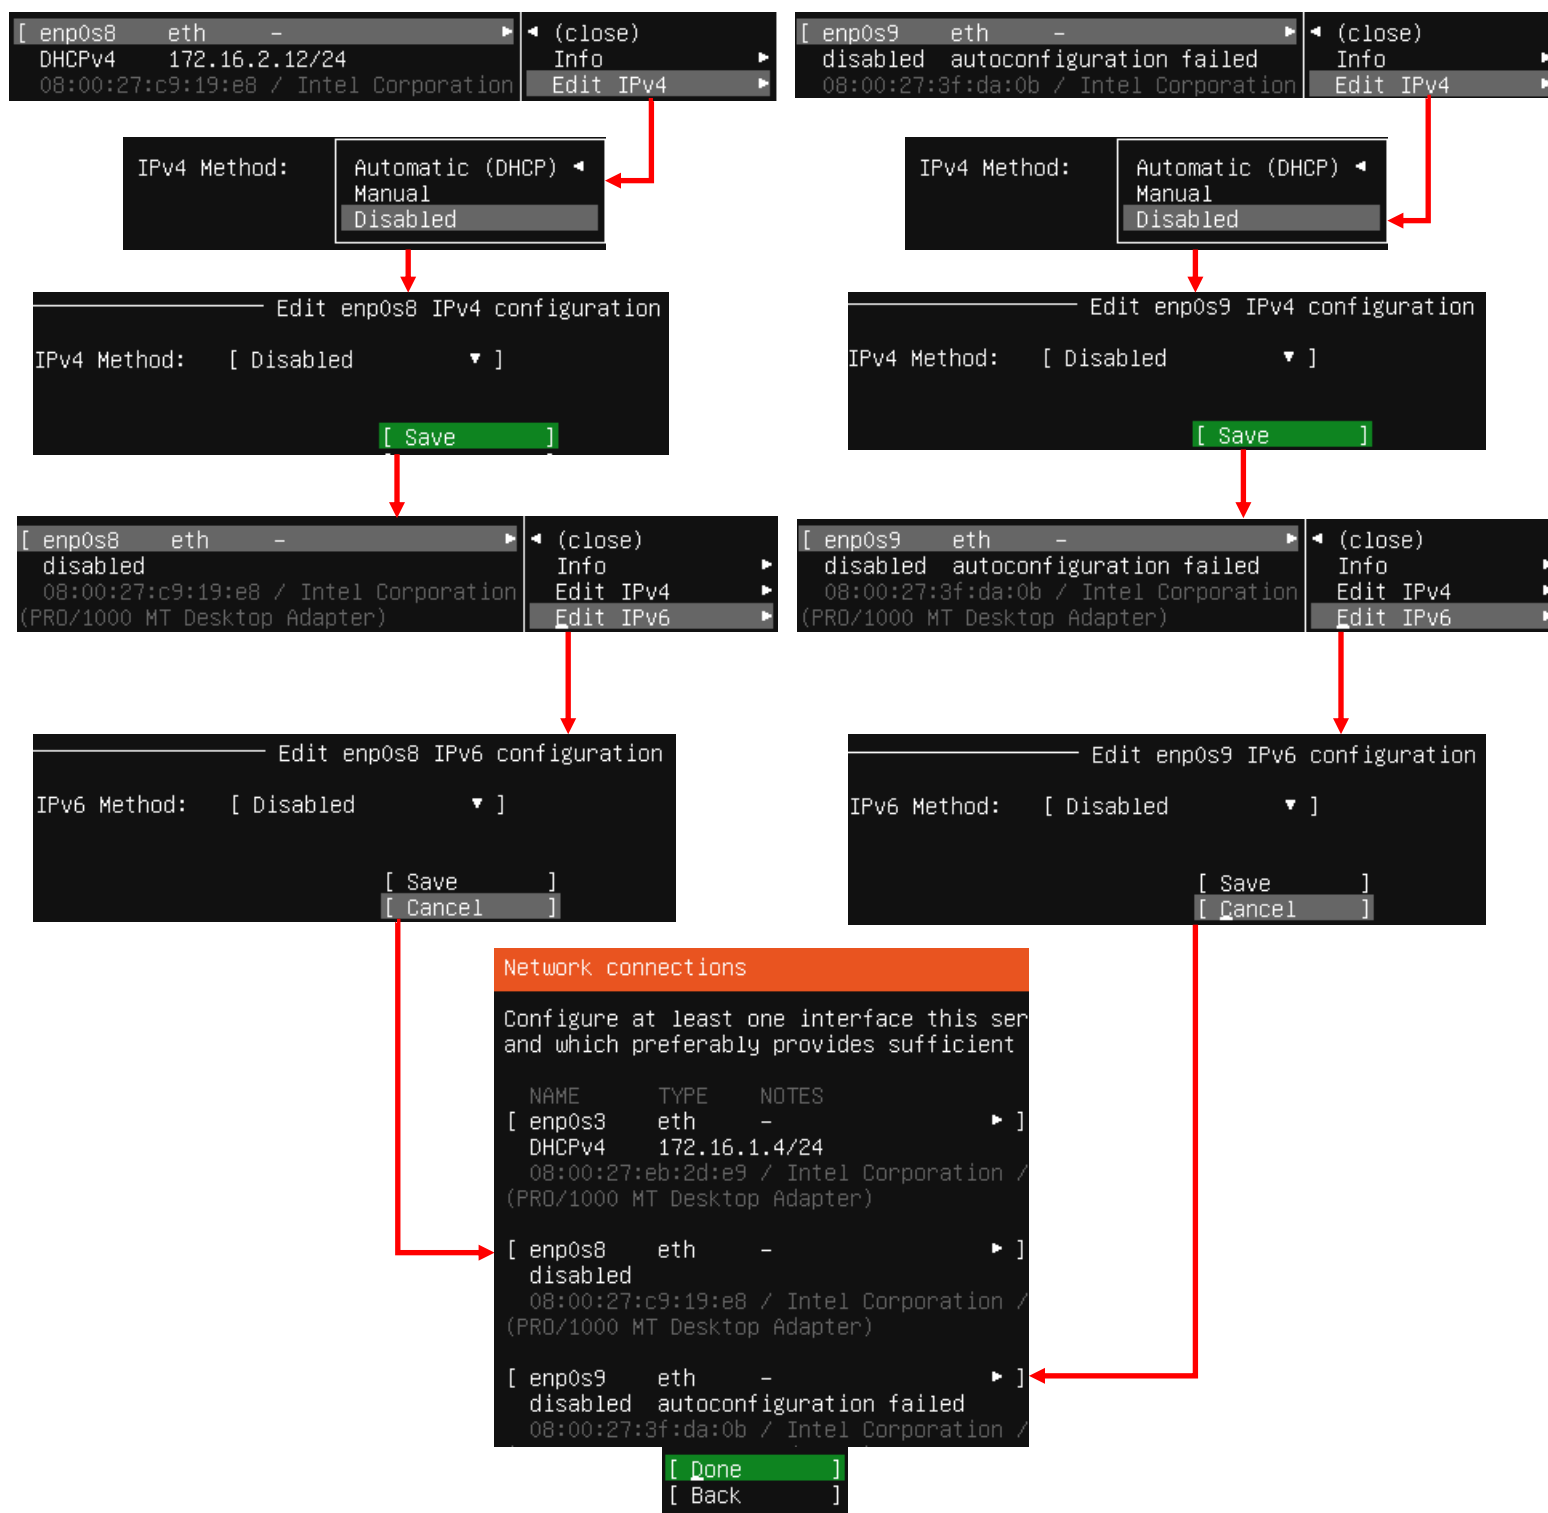 [ enp0s8   eth   -   ▸
DHCPv4   172.16.2.12/24
08:00:27:c9:19:e8 / Intel Corporation
◂ (close)
Info ▸
Edit IPv4 ▸
[ enp0s9   eth   -   ▸
disabled   autoconfiguration failed
08:00:27:3f:da:0b / Intel Corporation
◂ (close)
Info ▸
Edit IPv4 ▸
IPv4 Method:
Automatic (DHCP) ◂
Manual
Disabled
IPv4 Method:
Automatic (DHCP) ◂
Manual
Disabled
Edit enp0s8 IPv4 configuration
IPv4 Method:   [ Disabled   ▾ ]
[ Save ]
Edit enp0s9 IPv4 configuration
IPv4 Method:   [ Disabled   ▾ ]
[ Save ]
[ enp0s8   eth   -   ▸
disabled
08:00:27:c9:19:e8 / Intel Corporation
(PRO/1000 MT Desktop Adapter)
◂ (close)
Info ▸
Edit IPv4 ▸
Edit IPv6 ▸
[ enp0s9   eth   -   ▸
disabled   autoconfiguration failed
08:00:27:3f:da:0b / Intel Corporation
(PRO/1000 MT Desktop Adapter)
◂ (close)
Info ▸
Edit IPv4 ▸
Edit IPv6 ▸
Edit enp0s8 IPv6 configuration
IPv6 Method:   [ Disabled   ▾ ]
[ Save ]
[ Cancel ]
Edit enp0s9 IPv6 configuration
IPv6 Method:   [ Disabled   ▾ ]
[ Save ]
[ Cancel ]
Network connections
Configure at least one interface this ser
and which preferably provides sufficient
NAME   TYPE   NOTES
[ enp0s3   eth   -   ▸ ]
DHCPv4   172.16.1.4/24
08:00:27:eb:2d:e9 / Intel Corporation /
(PRO/1000 MT Desktop Adapter)
[ enp0s8   eth   -   ▸ ]
disabled
08:00:27:c9:19:e8 / Intel Corporation /
(PRO/1000 MT Desktop Adapter)
[ enp0s9   eth   -   ▸ ]
disabled   autoconfiguration failed
08:00:27:3f:da:0b / Intel Corporation /
[ Done ]
[ Back ]